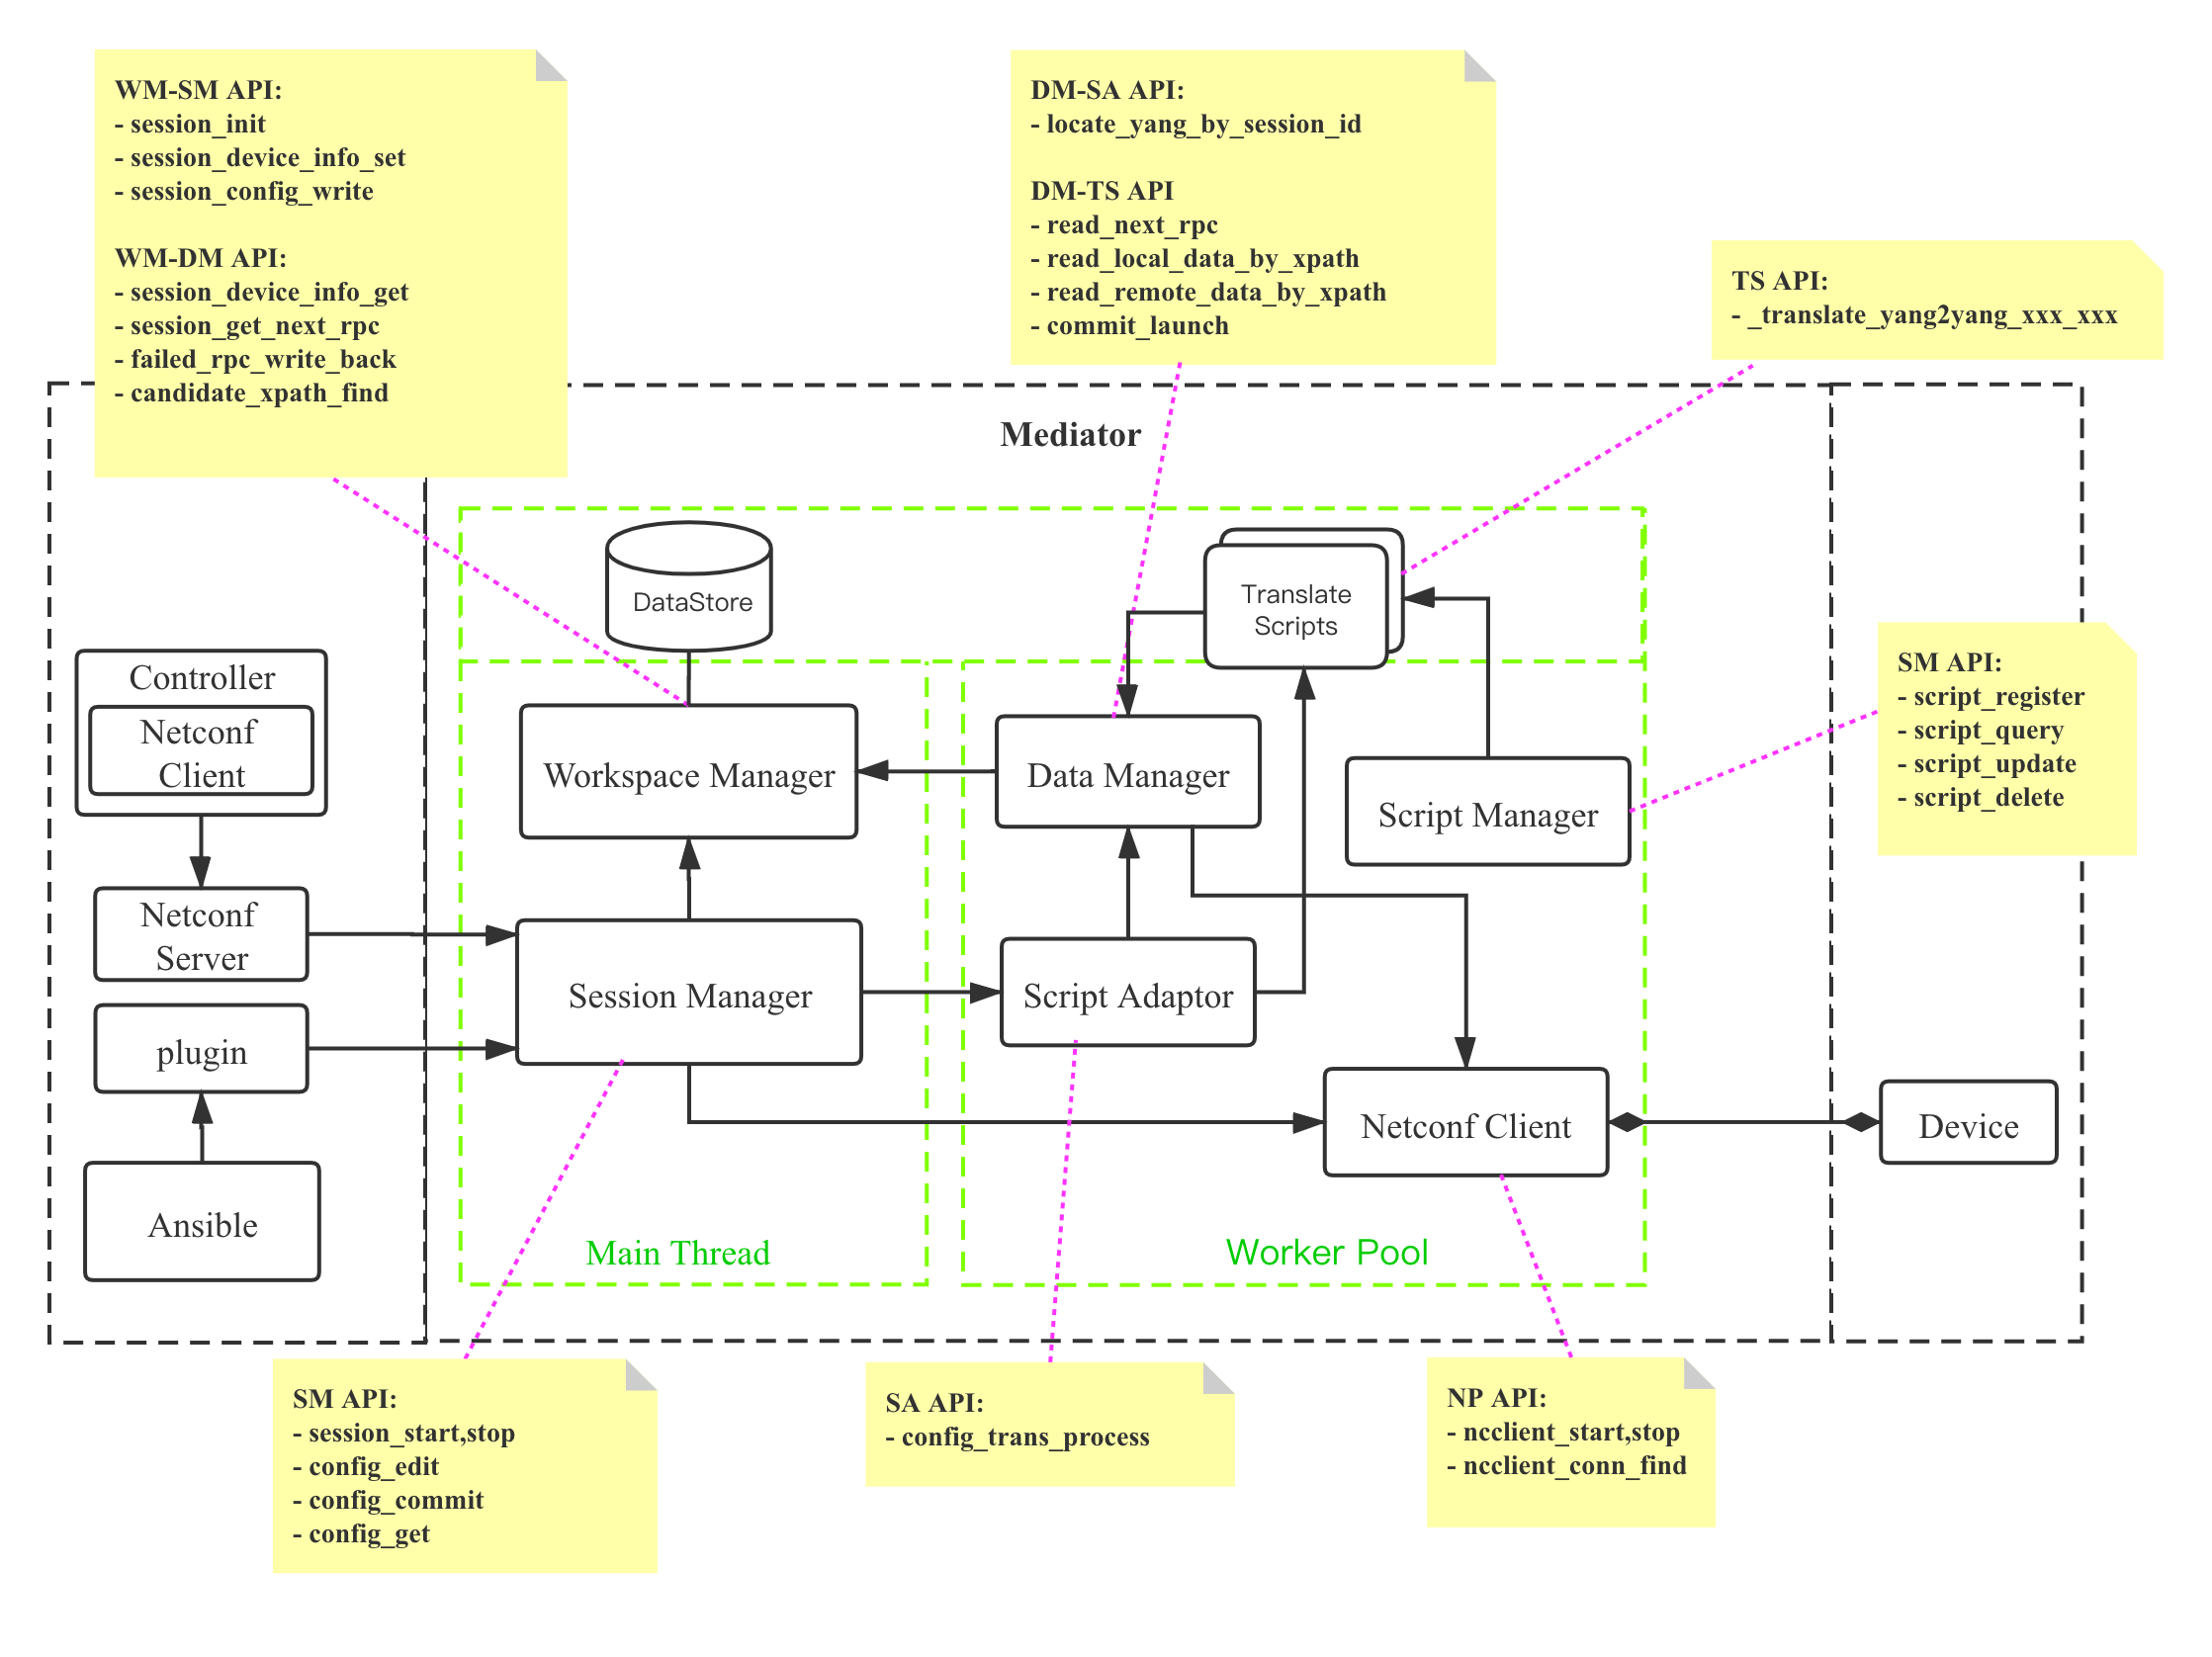 WM-SM API:
- session_init
- session_device_info_set
- session_config_write
WM-DM API:
- session_device_info_get
- session_get_next_rpc
- failed_rpc_write_back
- candidate_xpath_find
DM-SA API:
- locate_yang_by_session_id
DM-TS API
- read_next_rpc
- read_local_data_by_xpath
- read_remote_data_by_xpath
- commit_launch
TS API:
- _translate_yang2yang_xxx_xxx
Mediator
DataStore
Translate
Scripts
Controller
Netconf
Client
Workspace Manager
Data Manager
Script Manager
SM API:
- script_register
- script_query
- script_update
- script_delete
Netconf
Server
Session Manager
Script Adaptor
plugin
Netconf Client
Device
Ansible
Main Thread
Worker Pool
SM API:
- session_start,stop
- config_edit
- config_commit
- config_get
SA API:
- config_trans_process
NP API:
- ncclient_start,stop
- ncclient_conn_find